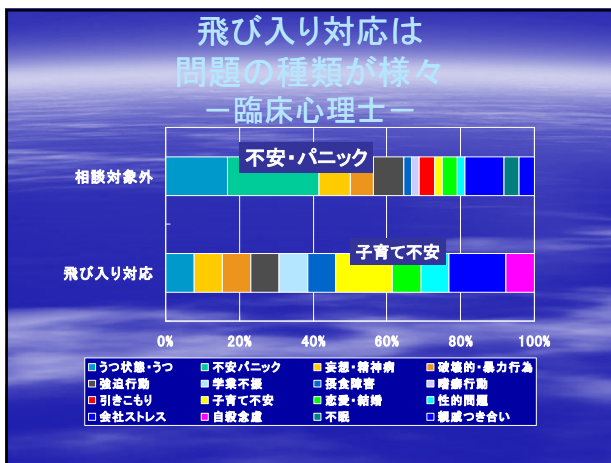 飛び入り対応は
問題の種類が様々
－臨床心理士－
不安・パニック
相談対象外
子育て不安
飛び入り対応
0% 20% 40% 60% 80% 100%
うつ状態・うつ 不安パニック 妄想・精神病 破壊的・暴力行為
強迫行動 学業不振 摂食障害 嗜癖行動
引きこもり 子育て不安 恋愛・結婚 性的問題
会社ストレス 自殺念慮 不眠 親戚つき合い